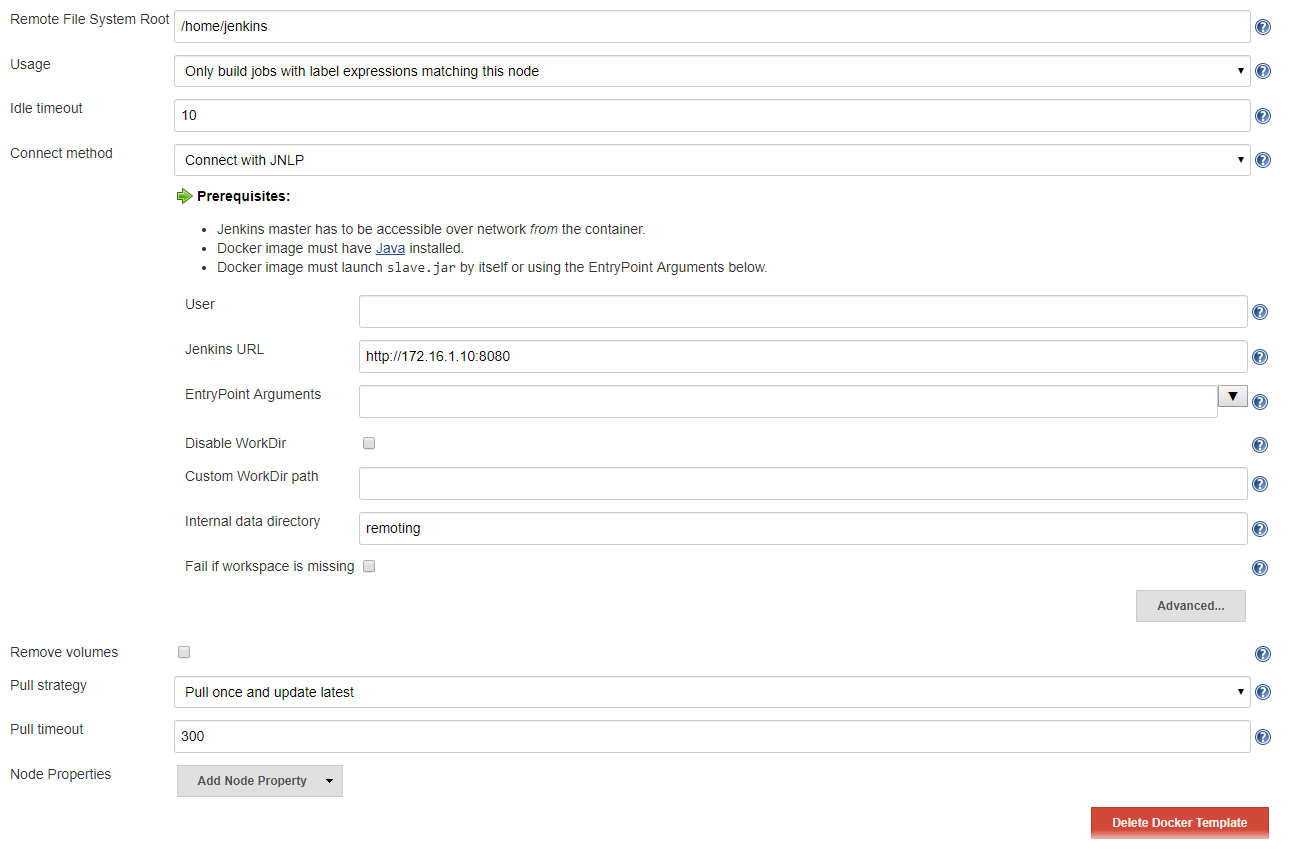 Remote File System Root
/home/jenkins
Usage
Only build jobs with label expressions matching this node
Idle timeout
10
Connect method
Connect with JNLP
Prerequisites:
• Jenkins master has to be accessible over network from the container.
• Docker image must have Java installed.
• Docker image must launch slave.jar by itself or using the EntryPoint Arguments below.
User
Jenkins URL
http://172.16.1.10:8080
EntryPoint Arguments
Disable WorkDir
Custom WorkDir path
Internal data directory
remoting
Fail if workspace is missing
Advanced...
Remove volumes
Pull strategy
Pull once and update latest
Pull timeout
300
Node Properties
Add Node Property
Delete Docker Template